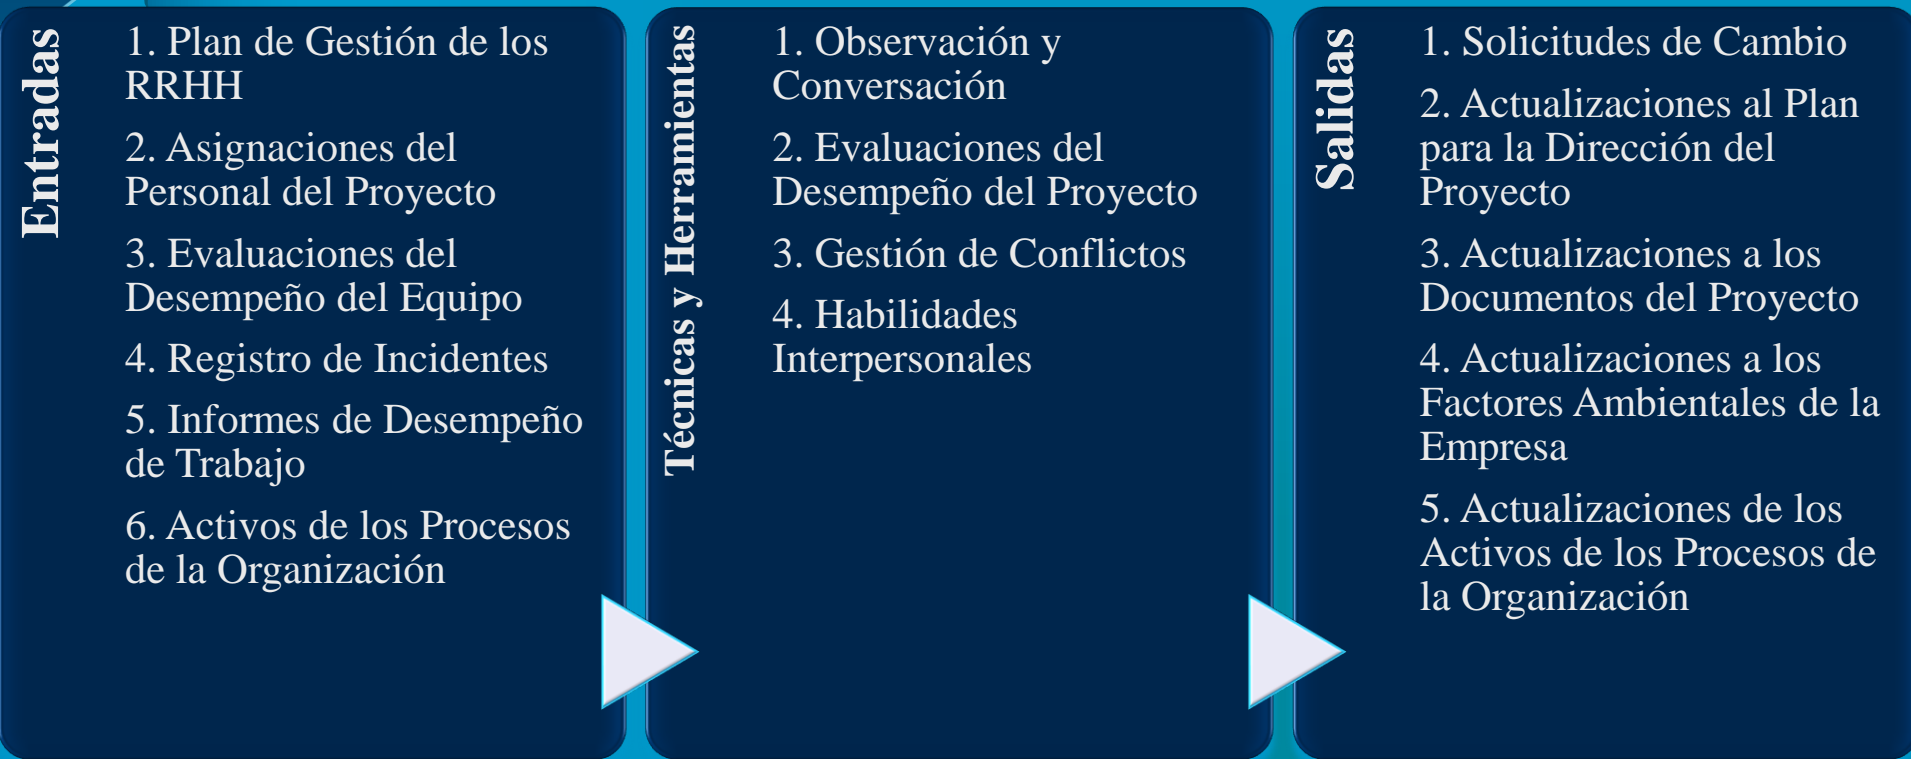 Entradas
1. Plan de Gestión de los
RRHH
2. Asignaciones del
Personal del Proyecto
3. Evaluaciones del
Desempeño del Equipo
4. Registro de Incidentes
5. Informes de Desempeño
de Trabajo
6. Activos de los Procesos
de la Organización
Técnicas y Herramientas
1. Observación y
Conversación
2. Evaluaciones del
Desempeño del Proyecto
3. Gestión de Conflictos
4. Habilidades
Interpersonales
Salidas
1. Solicitudes de Cambio
2. Actualizaciones al Plan
para la Dirección del
Proyecto
3. Actualizaciones a los
Documentos del Proyecto
4. Actualizaciones a los
Factores Ambientales de la
Empresa
5. Actualizaciones de los
Activos de los Procesos de
la Organización